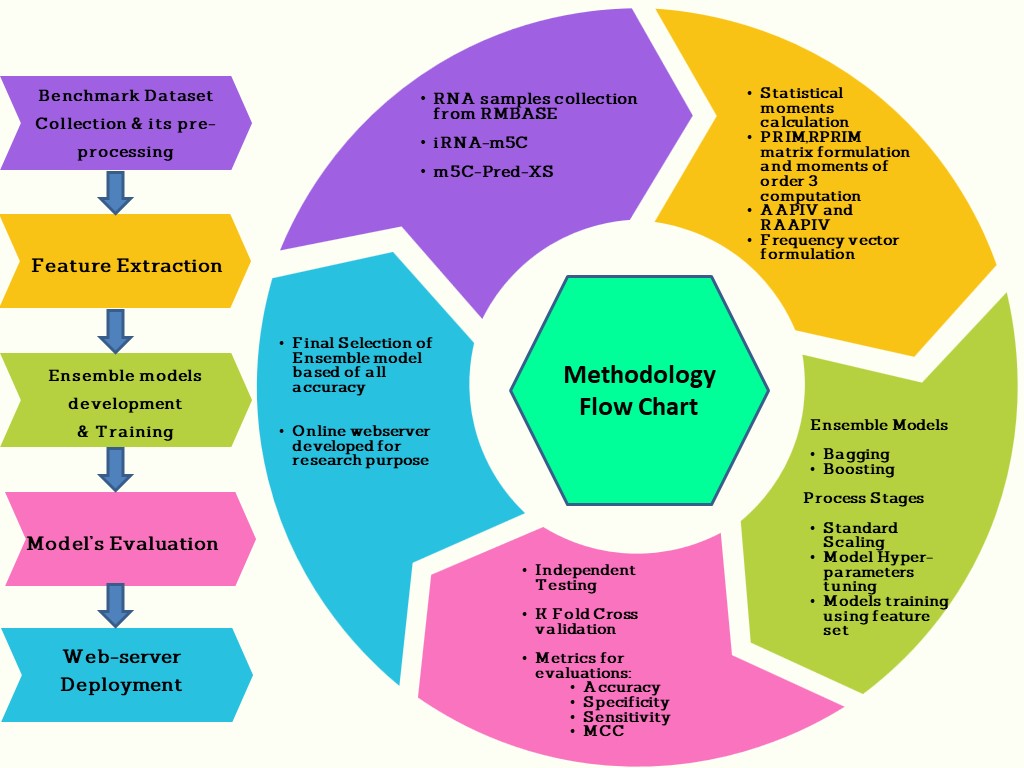 Benchmark Dataset
Collection & its pre-
processing
Feature Extraction
Ensemble models
development
& Training
Model's Evaluation
Web-server
Deployment
• RNA samples collection
from RMBASE
• iRNA-m5C
• m5C-Pred-XS
• Statistical
moments
calculation
• PRIM,RPRIM
matrix formulation
and moments of
order 3
computation
• AAPIV and
RAAPIV
• Frequency vector
formulation
Ensemble Models
• Bagging
• Boosting
Process Stages
• Standard
Scaling
• Model Hyper-
parameters
tuning
• Models training
using feature
set
• Independent
Testing
• K Fold Cross
validation
• Metrics for
evaluations:
• Accuracy
• Specificity
• Sensitivity
• MCC
• Final Selection of
Ensemble model
based of all
accuracy
• Online webserver
developed for
research purpose
Methodology
Flow Chart